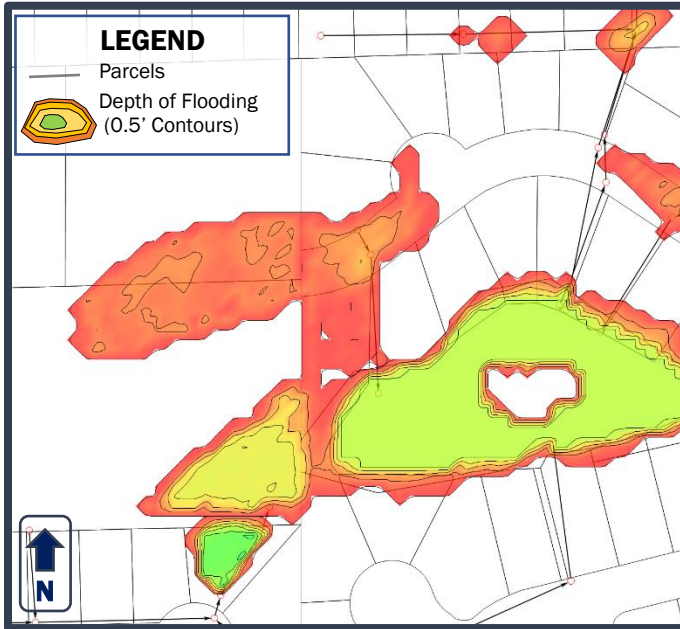 LEGEND
Parcels
Depth of Flooding
(0.5' Contours)
N